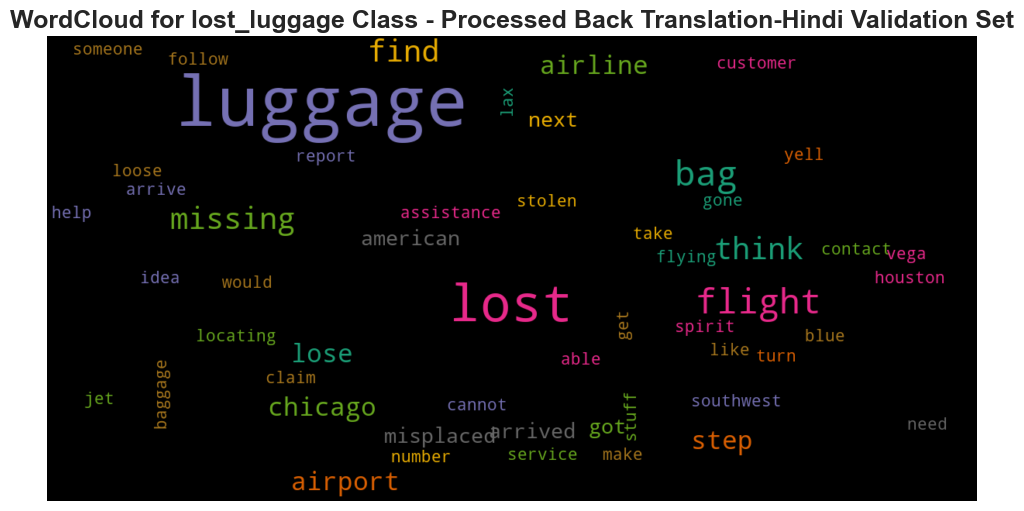 WordCloud for lost_luggage Class - Processed Back Translation-Hindi Validation Set
someone
follow
find
airline
customer
luggage
lax
next
report
yell
loose
bag
arrive
stolen
gone
help
missing
assistance
american
take
think
flying
contact
vega
idea
would
houston
lost
flight
get
spirit
locating
blue
lose
like
turn
able
claim
baggage
jet
chicago
cannot
stuff
southwest
misplaced
arrived
got
need
step
number
service
make
airport